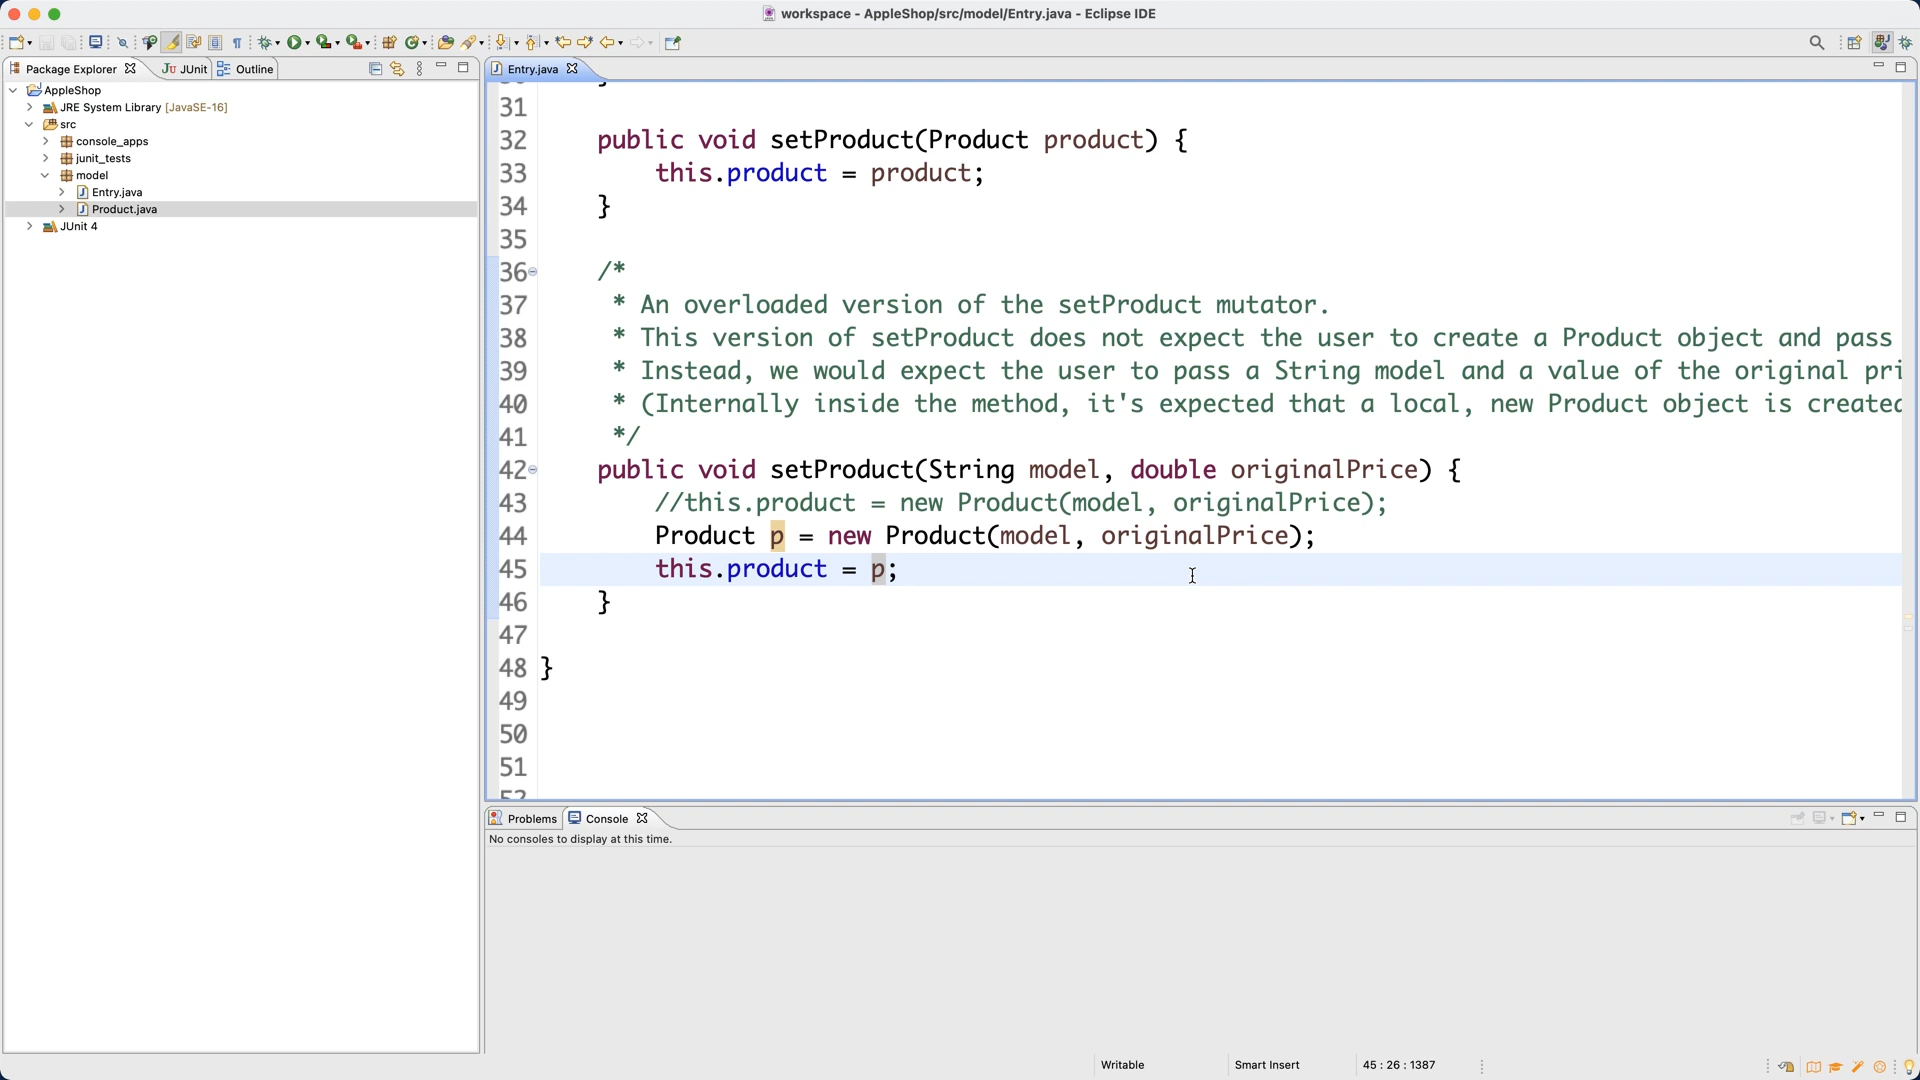 workspace - AppleShop/src/model/Entry.java - Eclipse IDE
Package Explorer
JUnit
Outline
AppleShop
JRE System Library [JavaSE-16]
src
console_apps
junit_tests
model
Entry.java
Product.java
JUnit 4
Entry.java
31
32 public void setProduct(Product product) {
33 this.product = product;
34 }
35
36 /*
37 * An overloaded version of the setProduct mutator.
38 * This version of setProduct does not expect the user to create a Product object and pass
39 * Instead, we would expect the user to pass a String model and a value of the original pri
40 * (Internally inside the method, it's expected that a local, new Product object is created
41 */
42 public void setProduct(String model, double originalPrice) {
43 //this.product = new Product(model, originalPrice);
44 Product p = new Product(model, originalPrice);
45 this.product = p;
46 }
47
48 }
49
50
51
52
Problems
Console
No consoles to display at this time.
Writable
Smart Insert
45 : 26 : 1387